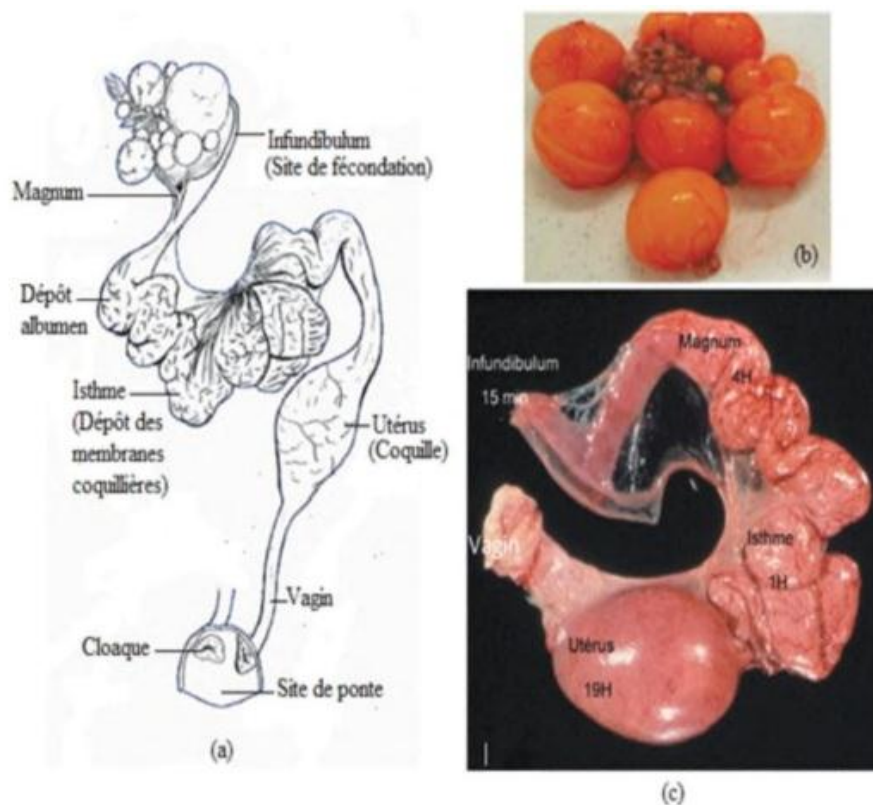 Infundibulum
(Site de fécondation)
Magnum
Dépôt
albumen
Isthme
(Dépôt des
membranes
coquillières)
Utérus
(Coquille)
Vagin
Cloaque
Site de ponte
(a)
(b)
Magnum
4H
Infundibulum
15 min
Isthme
1H
Vagin
Utérus
19H
(c)